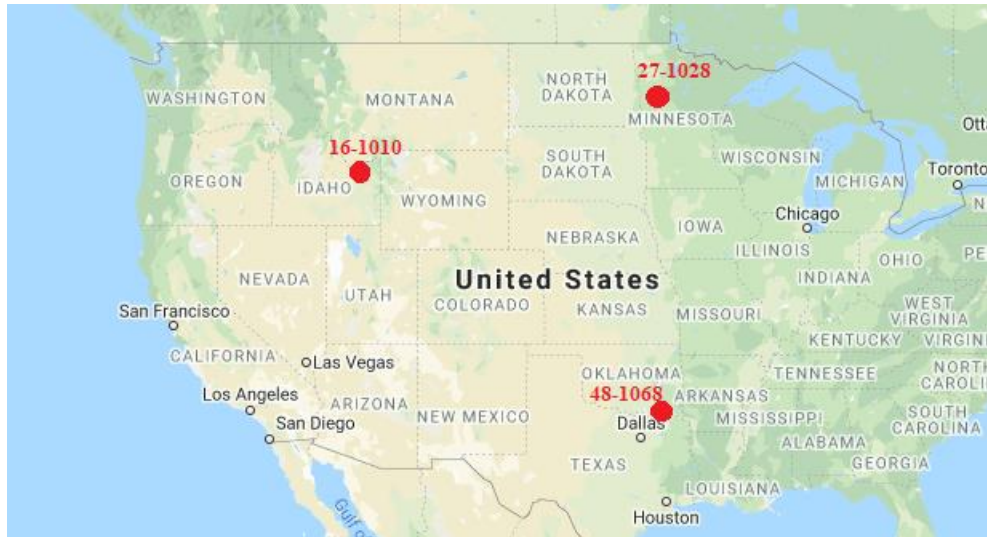 27-1028
NORTH
DAKOTA
WASHINGTON
MONTANA
MINNESOTA
Otta
16-1010
SOUTH
DAKOTA
WISCONSIN
Toronto
OREGON
IDAHO
WYOMING
MICHIGAN
N
Chicago
IOWA
NEBRASKA
ILLINOIS
OHIO
PE
United States
INDIANA
NEVADA
UTAH
COLORADO
KANSAS
MISSOURI
WEST
VIRGINIA
San Francisco
KENTUCKY
VIRGINI
CALIFORNIA
Las Vegas
OKLAHOMA
TENNESSEE
NORTH
CAROLIN
48-1068
ARKANSAS
Los Angeles
ARIZONA
NEW MEXICO
MISSISSIPPI
SOUTH
CAROLINA
San Diego
Dallas
ALABAMA
TEXAS
GEORGIA
LOUISIANA
Gulf o
Houston